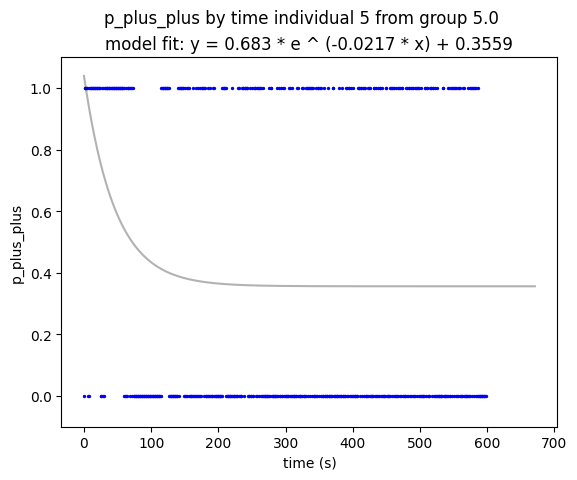 p_plus_plus by time individual 5 from group 5.0
model fit: y = 0.683 * e ^ (-0.0217 * x) + 0.3559
1.0
0.8
0.6
0.4
0.2
0.0
p_plus_plus
0 100 200 300 400 500 600 700
time (s)